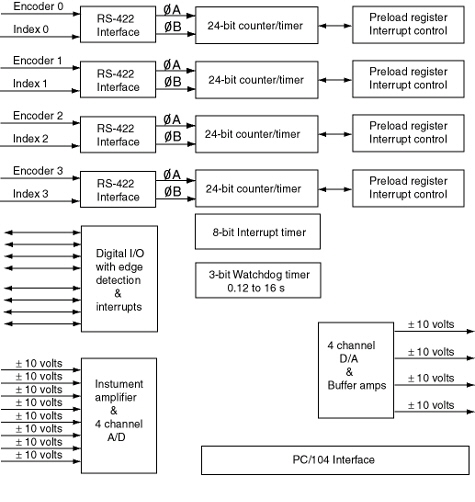 Encoder 0
Index 0
RS-422
Interface
ØA
ØB
24-bit counter/timer
Preload register
Interrupt control
Encoder 1
Index 1
RS-422
Interface
ØA
ØB
24-bit counter/timer
Preload register
Interrupt control
Encoder 2
Index 2
RS-422
Interface
ØA
ØB
24-bit counter/timer
Preload register
Interrupt control
Encoder 3
Index 3
RS-422
Interface
ØA
ØB
24-bit counter/timer
Preload register
Interrupt control
8-bit Interrupt timer
Digital I/O
with edge
detection
&
interrupts
3-bit Watchdog timer
0.12 to 16 s
4 channel
D/A
&
Buffer amps
± 10 volts
± 10 volts
± 10 volts
± 10 volts
± 10 volts
± 10 volts
± 10 volts
± 10 volts
± 10 volts
± 10 volts
± 10 volts
± 10 volts
Instument
amplifier
&
4 channel
A/D
PC/104 Interface